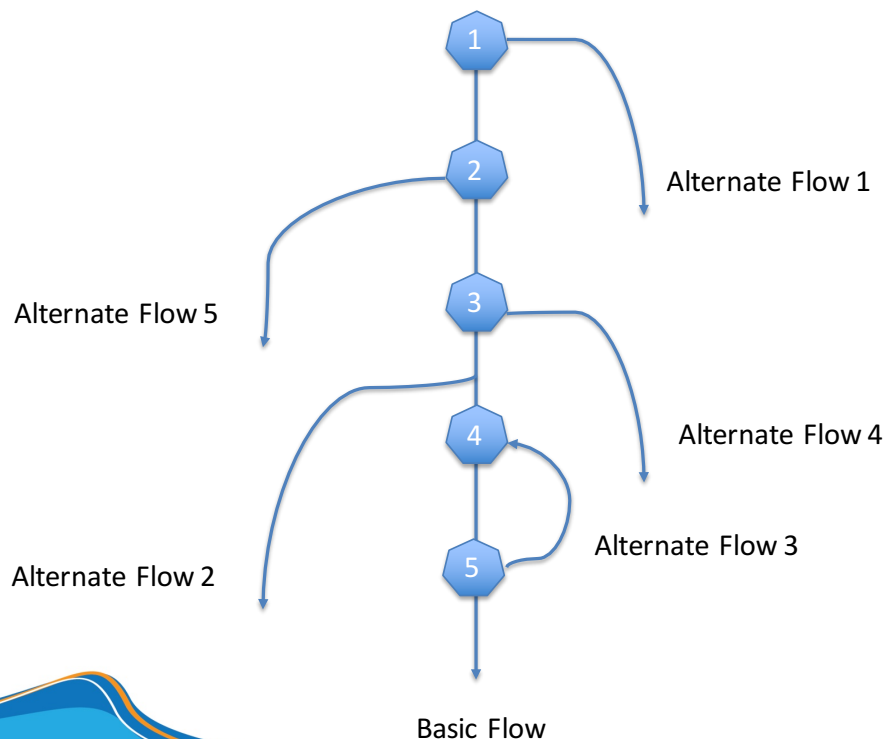 1
2
Alternate Flow 1
3
Alternate Flow 5
4
Alternate Flow 4
Alternate Flow 3
5
Alternate Flow 2
Basic Flow